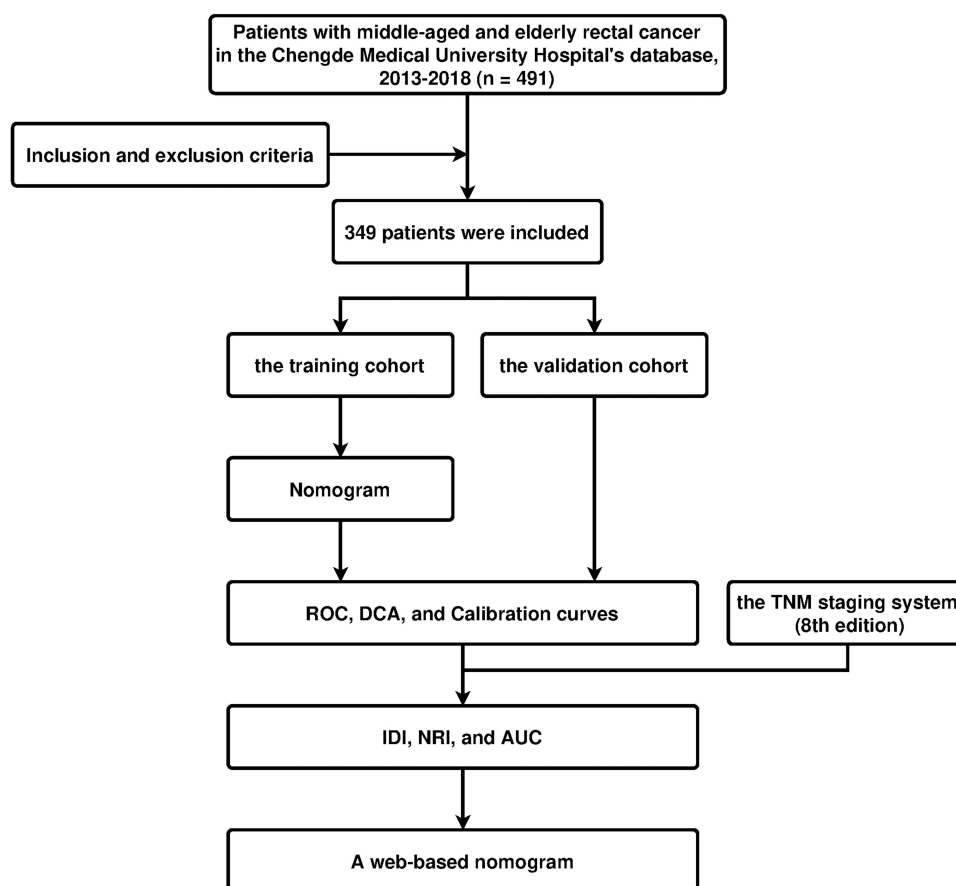 Patients with middle-aged and elderly rectal cancer
in the Chengde Medical University Hospital's database,
2013-2018 (n = 491)
Inclusion and exclusion criteria
349 patients were included
the training cohort
the validation cohort
Nomogram
ROC, DCA, and Calibration curves
the TNM staging system
(8th edition)
IDI, NRI, and AUC
A web-based nomogram